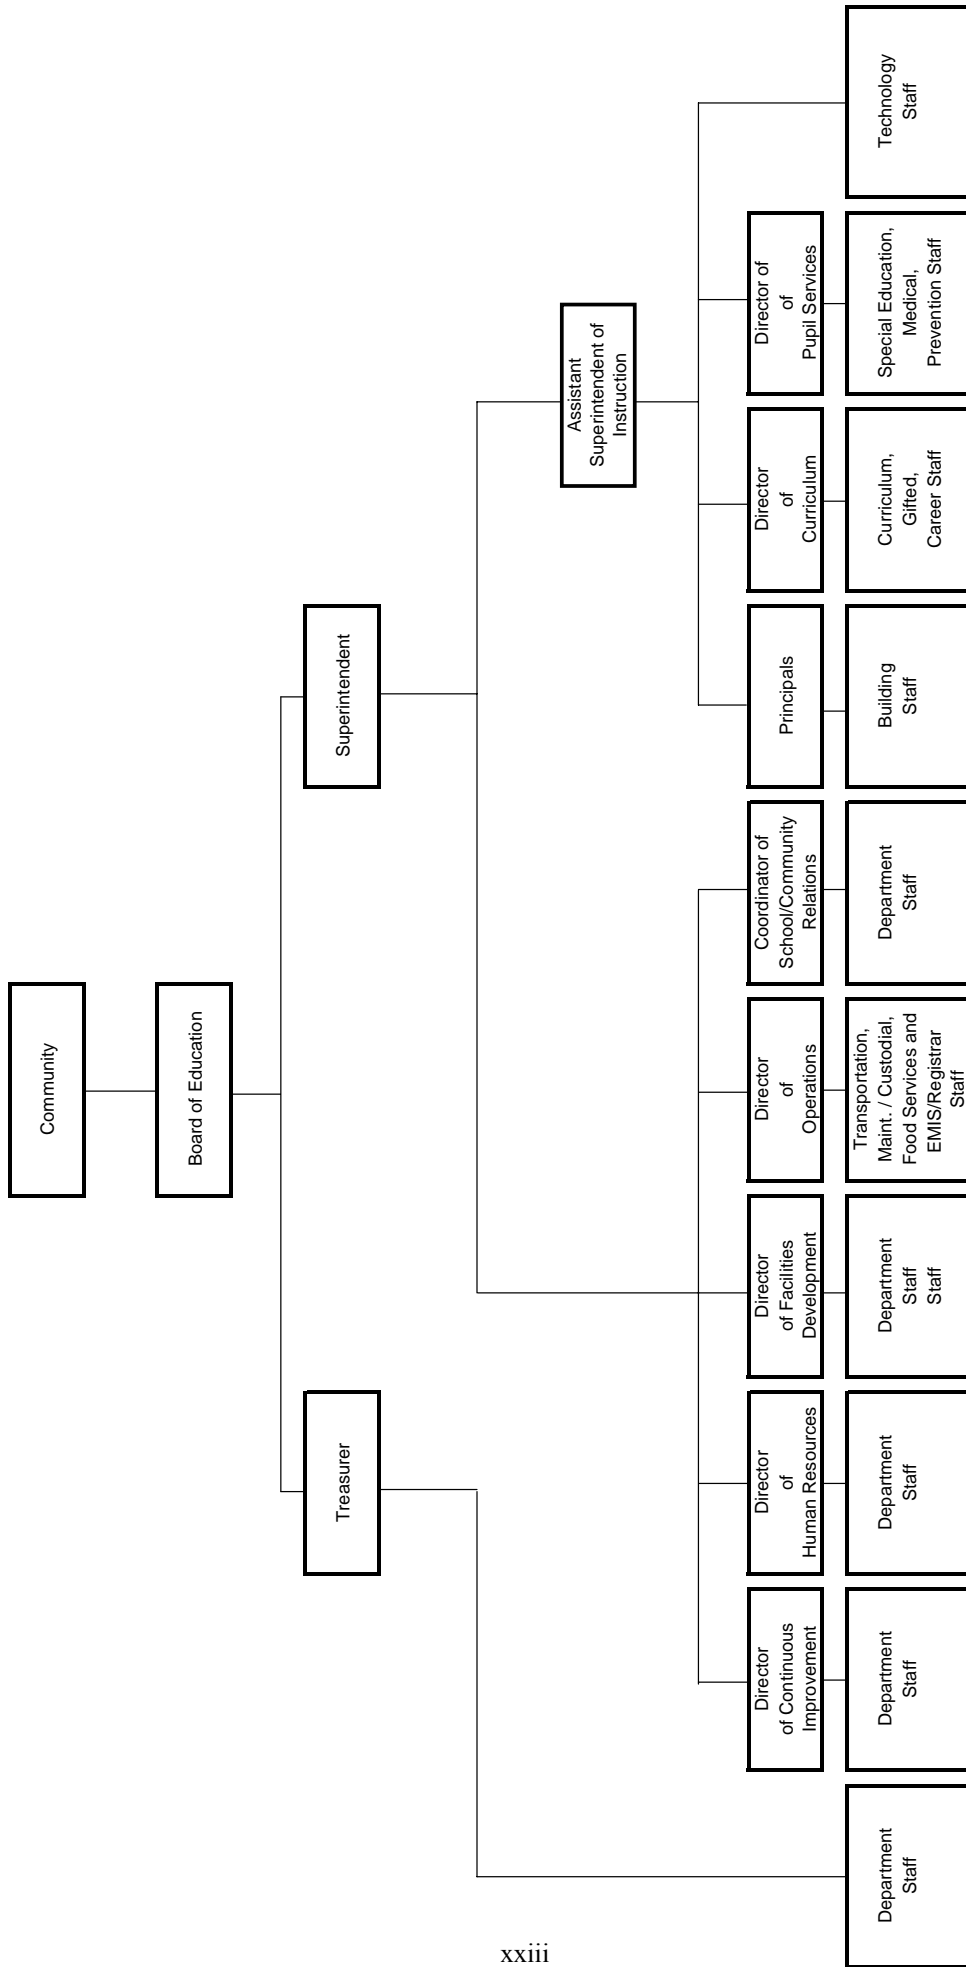 Community
Board of Education
Treasurer
Superintendent
Assistant
Superintendent of
Instruction
Director
of Continuous
Improvement
Director
of
Human Resources
Director
of Facilities
Development
Director
of
Operations
Coordinator of
School/Community
Relations
Principals
Director
of
Curriculum
Director of
of
Pupil Services
Department
Staff
Department
Staff
Department
Staff
Department
Staff
Staff
Transportation,
Maint. / Custodial,
Food Services and
EMIS/Registrar
Staff
Department
Staff
Building
Staff
Curriculum,
Gifted,
Career Staff
Special Education,
Medical,
Prevention Staff
Technology
Staff
xxiii